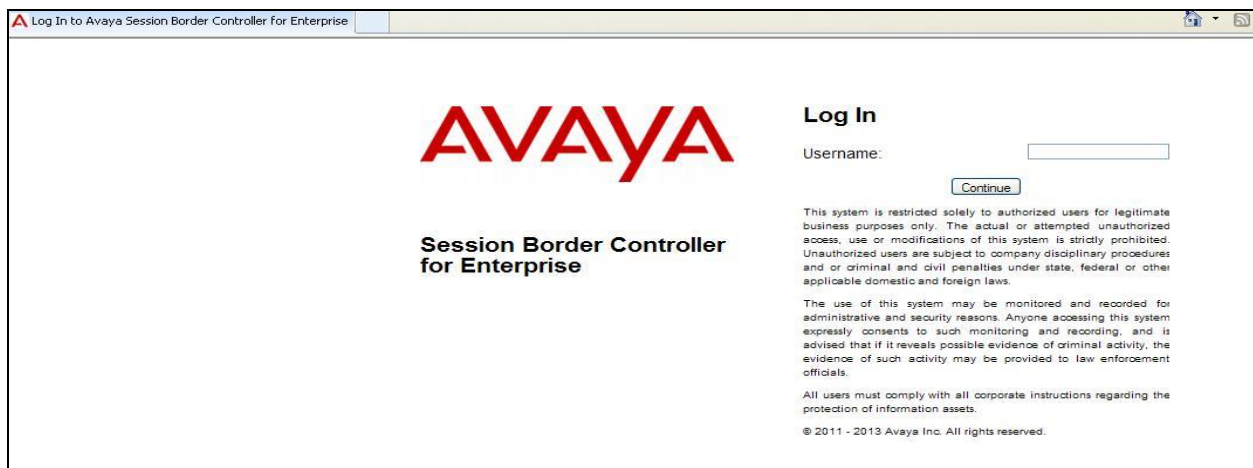 Log In to Avaya Session Border Controller for Enterprise
AVAYA
Session Border Controller
for Enterprise
Log In
Username:
Continue
This system is restricted solely to authorized users for legitimate
business purposes only. The actual or attempted unauthorized
access, use or modifications of this system is strictly prohibited.
Unauthorized users are subject to company disciplinary procedures
and or criminal and civil penalties under state, federal or other
applicable domestic and foreign laws.
The use of this system may be monitored and recorded for
administrative and security reasons. Anyone accessing this system
expressly consents to such monitoring and recording, and is
advised that if it reveals possible evidence of criminal activity, the
evidence of such activity may be provided to law enforcement
officials.
All users must comply with all corporate instructions regarding the
protection of information assets.
© 2011 - 2013 Avaya Inc. All rights reserved.